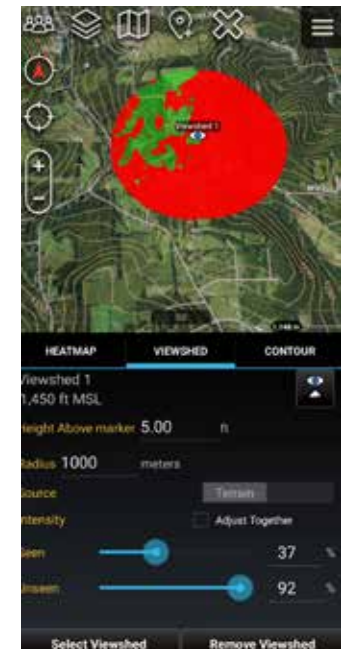 Viewshed 1
HEATMAP VIEWSHED CONTOUR
Viewshed 1
1,450 ft MSL
Height Above marker 5.00 ft
Radius 1000 meters
Source Terrain
Intensity Adjust Together
Seen 37 %
Unseen 92 %
Select Viewshed Remove Viewshed